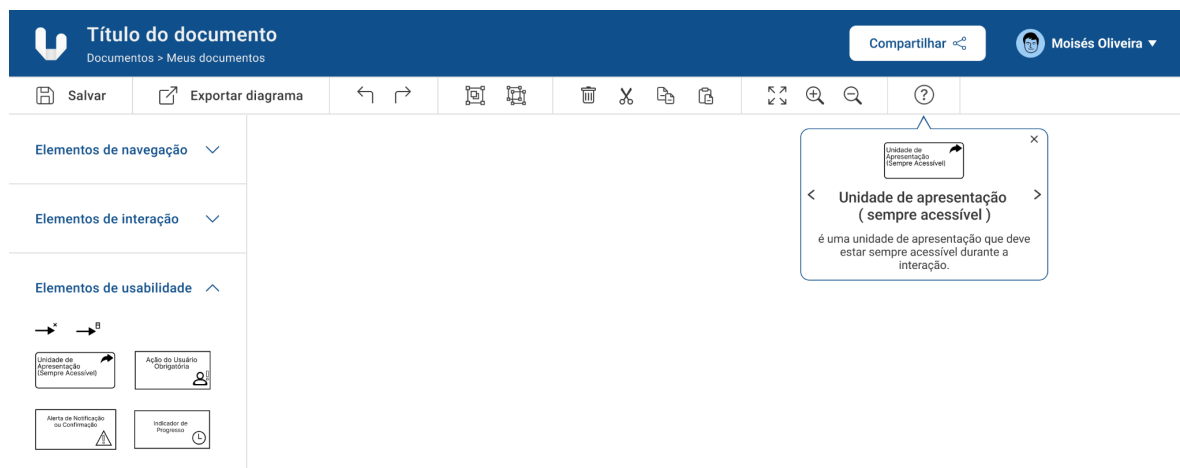 Título do documento
Documentos > Meus documentos
Compartilhar
Moisés Oliveira
Salvar
Exportar diagrama
Elementos de navegação
Elementos de interação
Elementos de usabilidade
Unidade de
Apresentação
(Sempre Acessível)
Ação do Usuário
Obrigatória
Alerta de Notificação
ou Confirmação
Indicador de
Progresso
Unidade de
Apresentação
(Sempre Acessível)
Unidade de apresentação
( sempre acessível )
é uma unidade de apresentação que deve
estar sempre acessível durante a
interação.